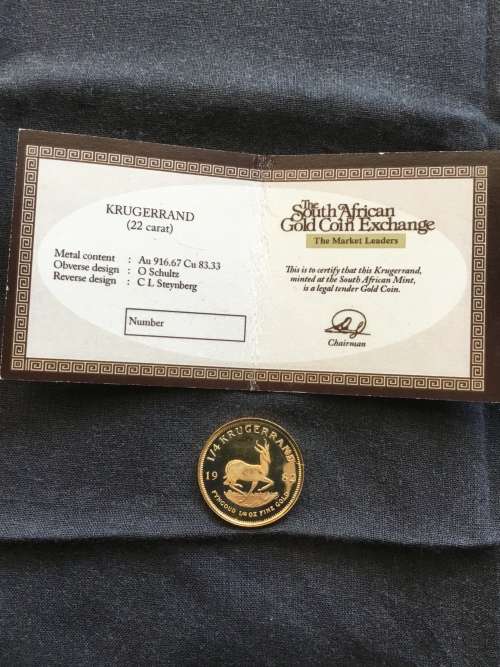 KRUGERRAND
(22 carat)
Metal content : Au 916.67 Cu 83.33
Obverse design : O Schultz
Reverse design : C L Steynberg
Number
The
South African
Gold Coin Exchange
The Market Leaders
This is to certify that this Krugerrand,
minted at the South African Mint,
is a legal tender Gold Coin.
Chairman
1/4 KRUGERRAND
19
FYNGOUD 1/4 OZ FINE GOLD